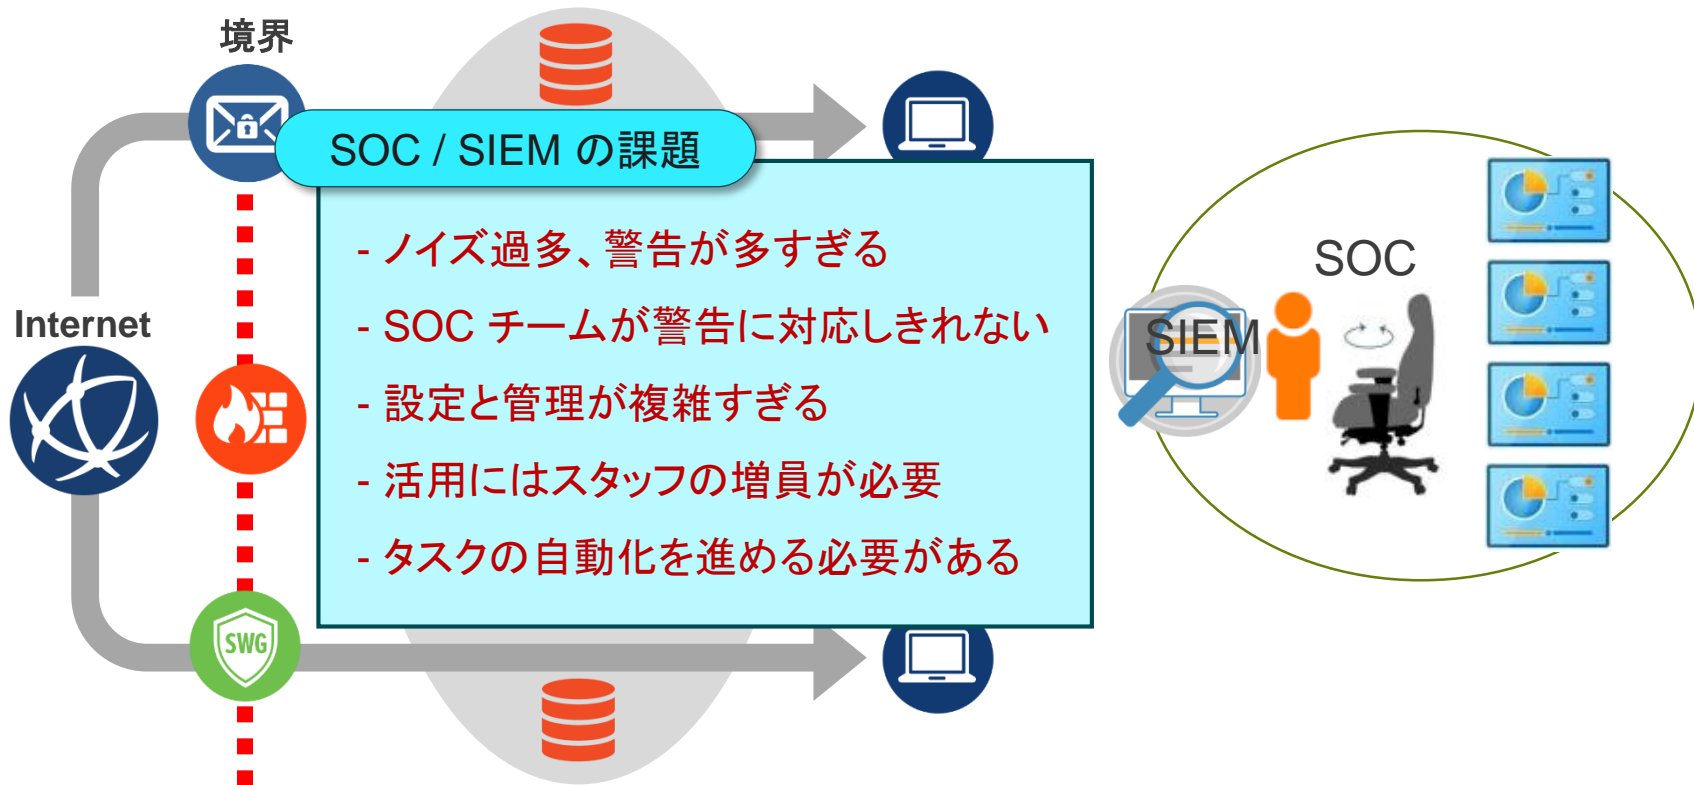 境界
SOC / SIEM の課題
- ノイズ過多、警告が多すぎる
- SOC チームが警告に対応しきれない
- 設定と管理が複雑すぎる
- 活用にはスタッフの増員が必要
- タスクの自動化を進める必要がある
Internet
SWG
SOC
SIEM